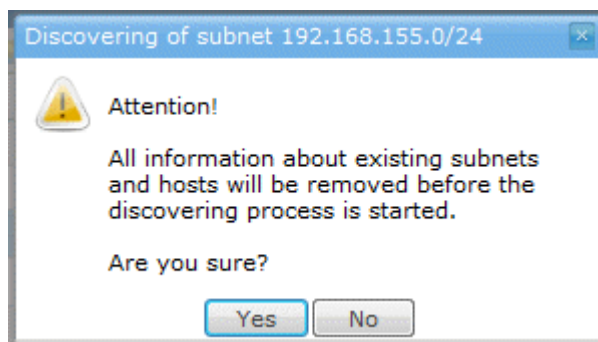 Discovering of subnet 192.168.155.0/24
Attention!
All information about existing subnets
and hosts will be removed before the
discovering process is started.
Are you sure?
Yes
No